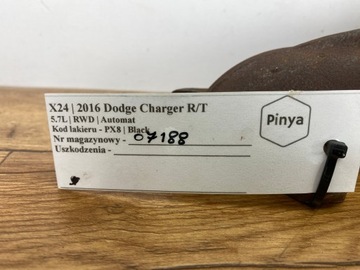 X24 | 2016 Dodge Charger R/T
5.7L | RWD | Automat
Kod lakieru - PX8 | Black
Nr magazynowy - 07188
Uszkodzenia -
Pinya